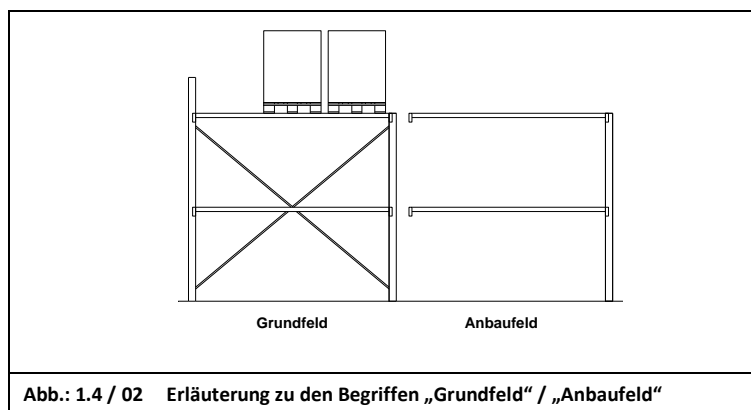 Grundfeld Anbaufeld
Abb.: 1.4 / 02 Erläuterung zu den Begriffen „Grundfeld“ / „Anbaufeld“